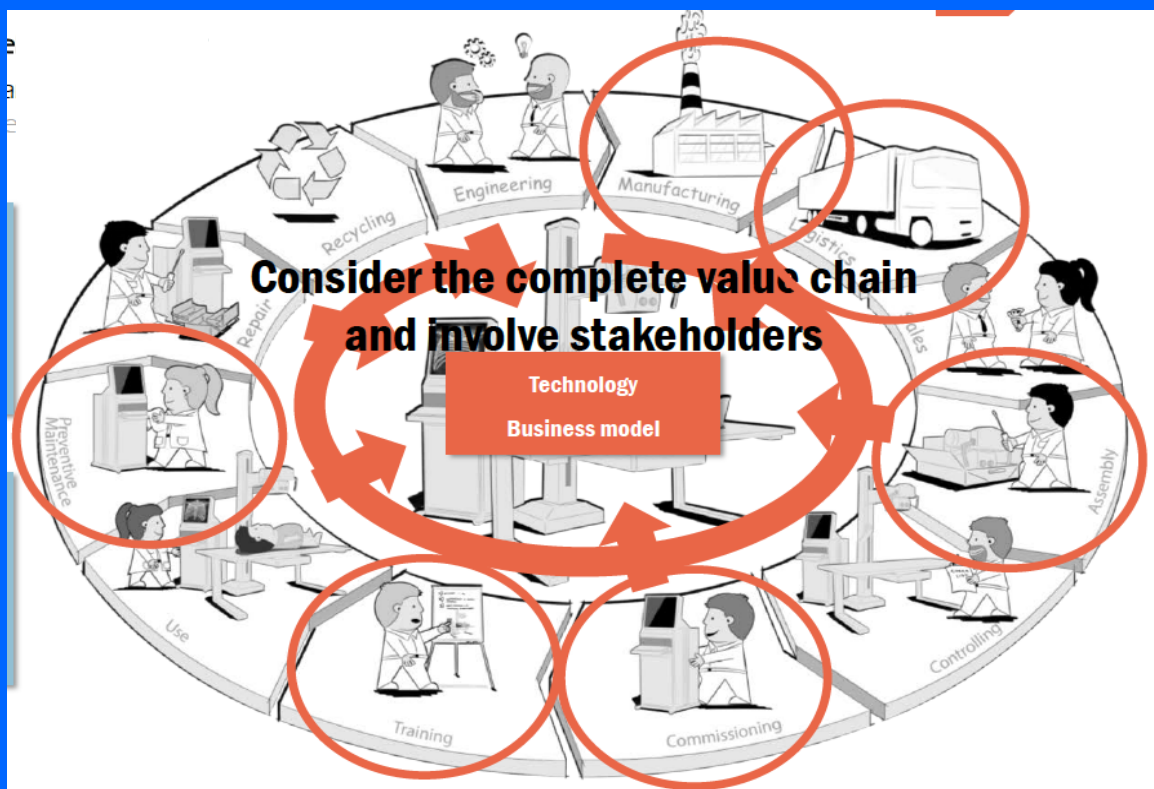 e
a
e
Engineering
Manufacturing
Recycling
Logistics
Consider the complete value chain
and involve stakeholders
Repair
Sales
Technology
Business model
Preventive
Maintenance
Assembly
Use
Controlling
Training
Commissioning